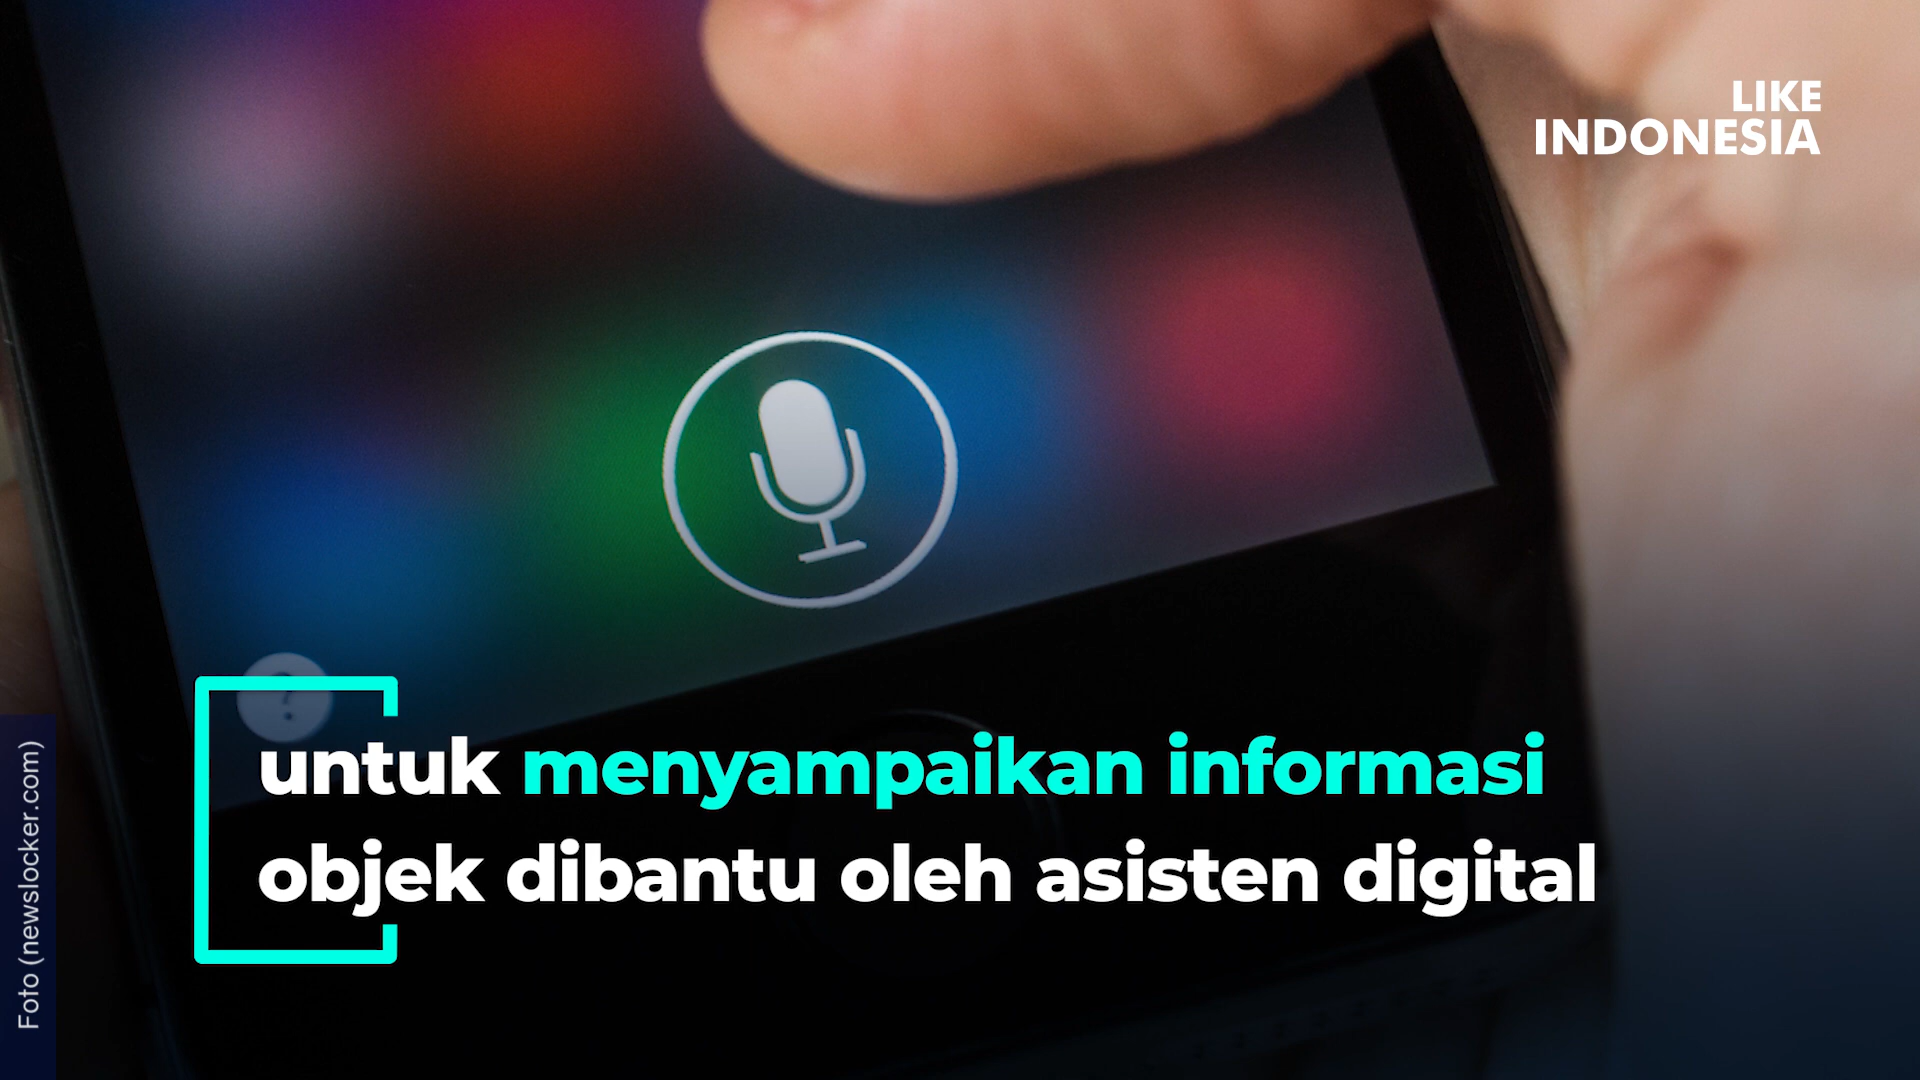 LIKE
INDONESIA
?
untuk menyampaikan informasi
objek dibantu oleh asisten digital
Foto (newslocker.com)